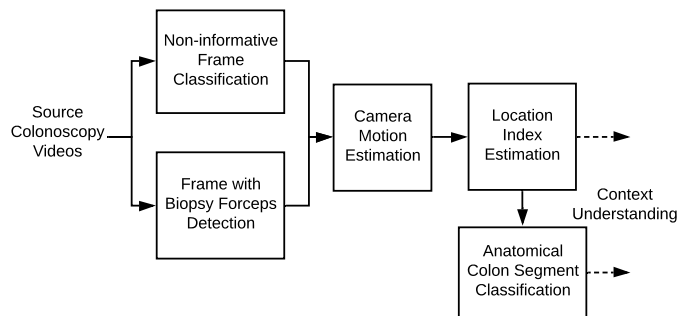 Source
Colonoscopy
Videos
Non-informative
Frame
Classification
Frame with
Biopsy Forceps
Detection
Camera
Motion
Estimation
Location
Index
Estimation
Context
Understanding
Anatomical
Colon Segment
Classification